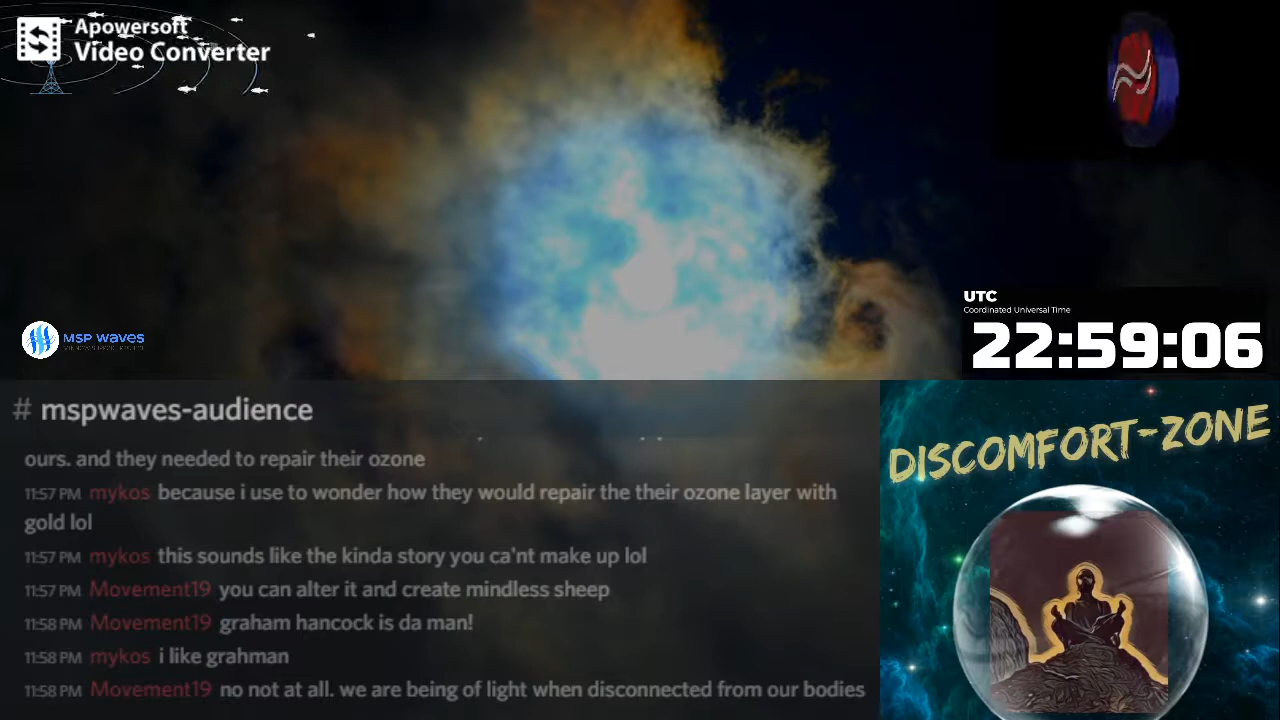 Apowersoft
Video Converter
MSP WAVES
UTC
Coordinated Universal Time
22:59:06
# mspwaves-audience
ours. and they needed to repair their ozone
11:57 PM mykos because i use to wonder how they would repair the their ozone layer with
gold lol
11:57 PM mykos this sounds like the kinda story you ca'nt make up lol
11:57 PM Movement19 you can alter it and create mindless sheep
11:58 PM Movement19 graham hancock is da man!
11:58 PM mykos i like grahman
11:58 PM Movement19 no not at all. we are being of light when disconnected from our bodies
DISCOMFORT-ZONE